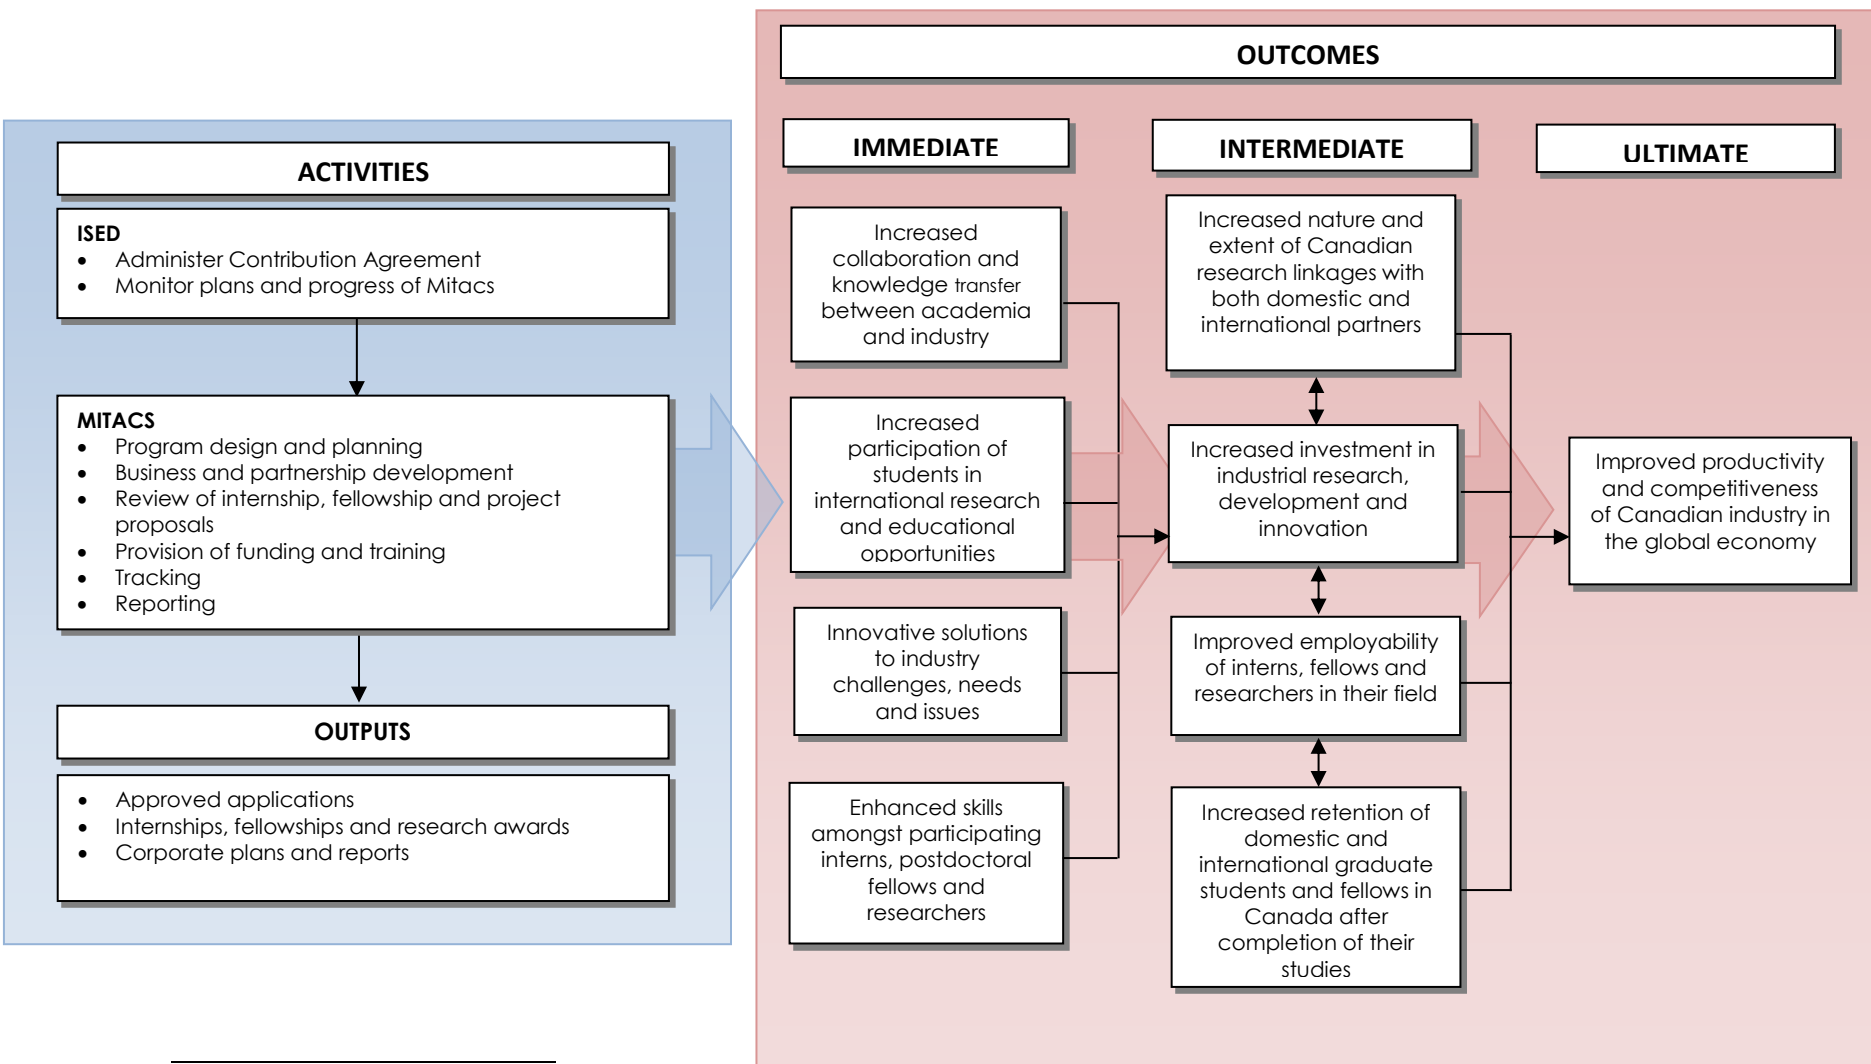 ACTIVITIES
ISED
• Administer Contribution Agreement
• Monitor plans and progress of Mitacs
MITACS
• Program design and planning
• Business and partnership development
• Review of internship, fellowship and project
proposals
• Provision of funding and training
• Tracking
• Reporting
OUTPUTS
• Approved applications
• Internships, fellowships and research awards
• Corporate plans and reports
OUTCOMES
IMMEDIATE
Increased
collaboration and
knowledge transfer
between academia
and industry
Increased
participation of
students in
international research
and educational
opportunities
Innovative solutions
to industry
challenges, needs
and issues
Enhanced skills
amongst participating
interns, postdoctoral
fellows and
researchers
INTERMEDIATE
Increased nature and
extent of Canadian
research linkages with
both domestic and
international partners
Increased investment in
industrial research,
development and
innovation
Improved employability
of interns, fellows and
researchers in their field
Increased retention of
domestic and
international graduate
students and fellows in
Canada after
completion of their
studies
ULTIMATE
Improved productivity
and competitiveness
of Canadian industry in
the global economy